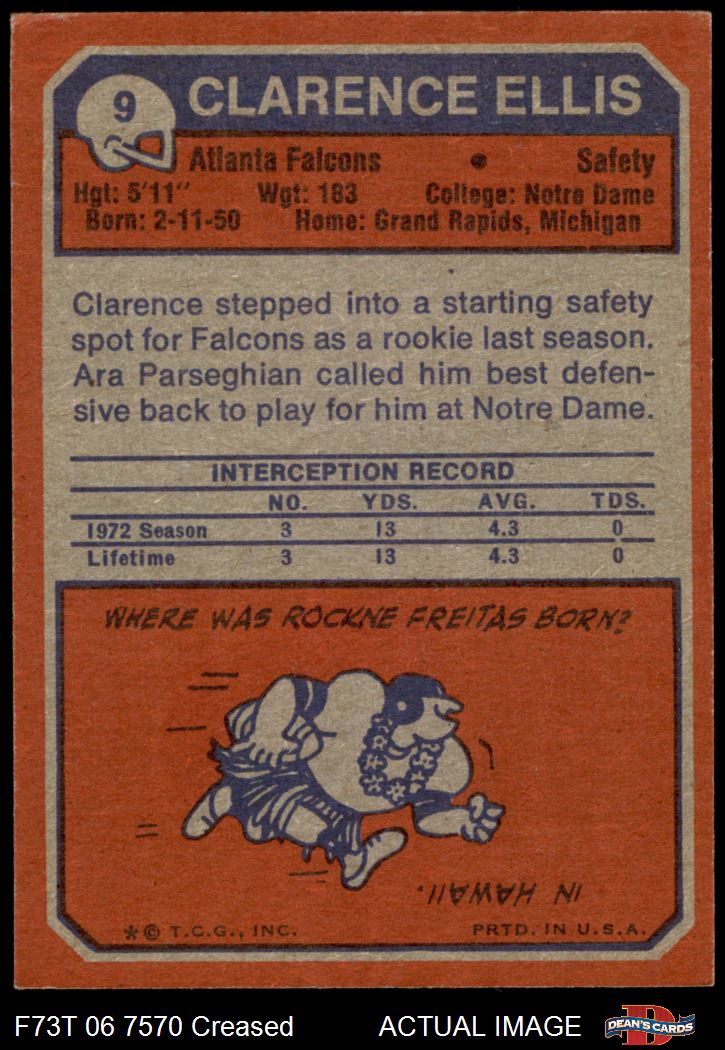 9
CLARENCE ELLIS
Atlanta Falcons • Safety
Hgt: 5'11" Wgt: 183 College: Notre Dame
Born: 2-11-50 Home: Grand Rapids, Michigan
Clarence stepped into a starting safety
spot for Falcons as a rookie last season.
Ara Parseghian called him best defen-
sive back to play for him at Notre Dame.
INTERCEPTION RECORD
NO. YDS. AVG. TDS.
1972 Season 3 13 4.3 0
Lifetime 3 13 4.3 0
WHERE WAS ROCKNE FREITAS BORN?
IN HAWAII.
*© T.C.G., INC. PRTD. IN U.S.A.
F73T 06 7570 Creased ACTUAL IMAGE
D
DEAN'S CARDS